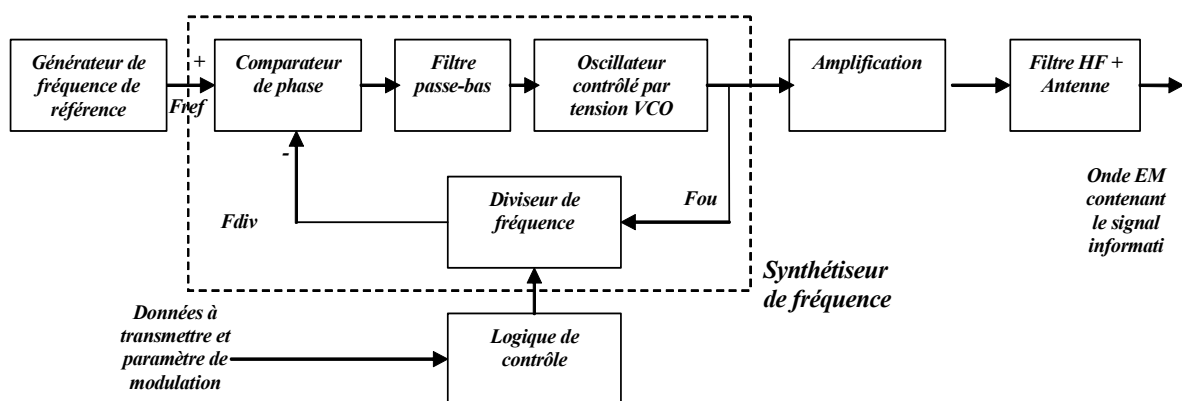 Générateur de
fréquence de
référence
+
Fref
Comparateur
de phase
-
Filtre
passe-bas
Oscillateur
contrôlé par
tension VCO
Amplification
Filtre HF +
Antenne
Onde EM
contenant
le signal
informati
Diviseur de
fréquence
Fou
Fdiv
Synthétiseur
de fréquence
Données à
transmettre et
paramètre de
modulation
Logique de
contrôle